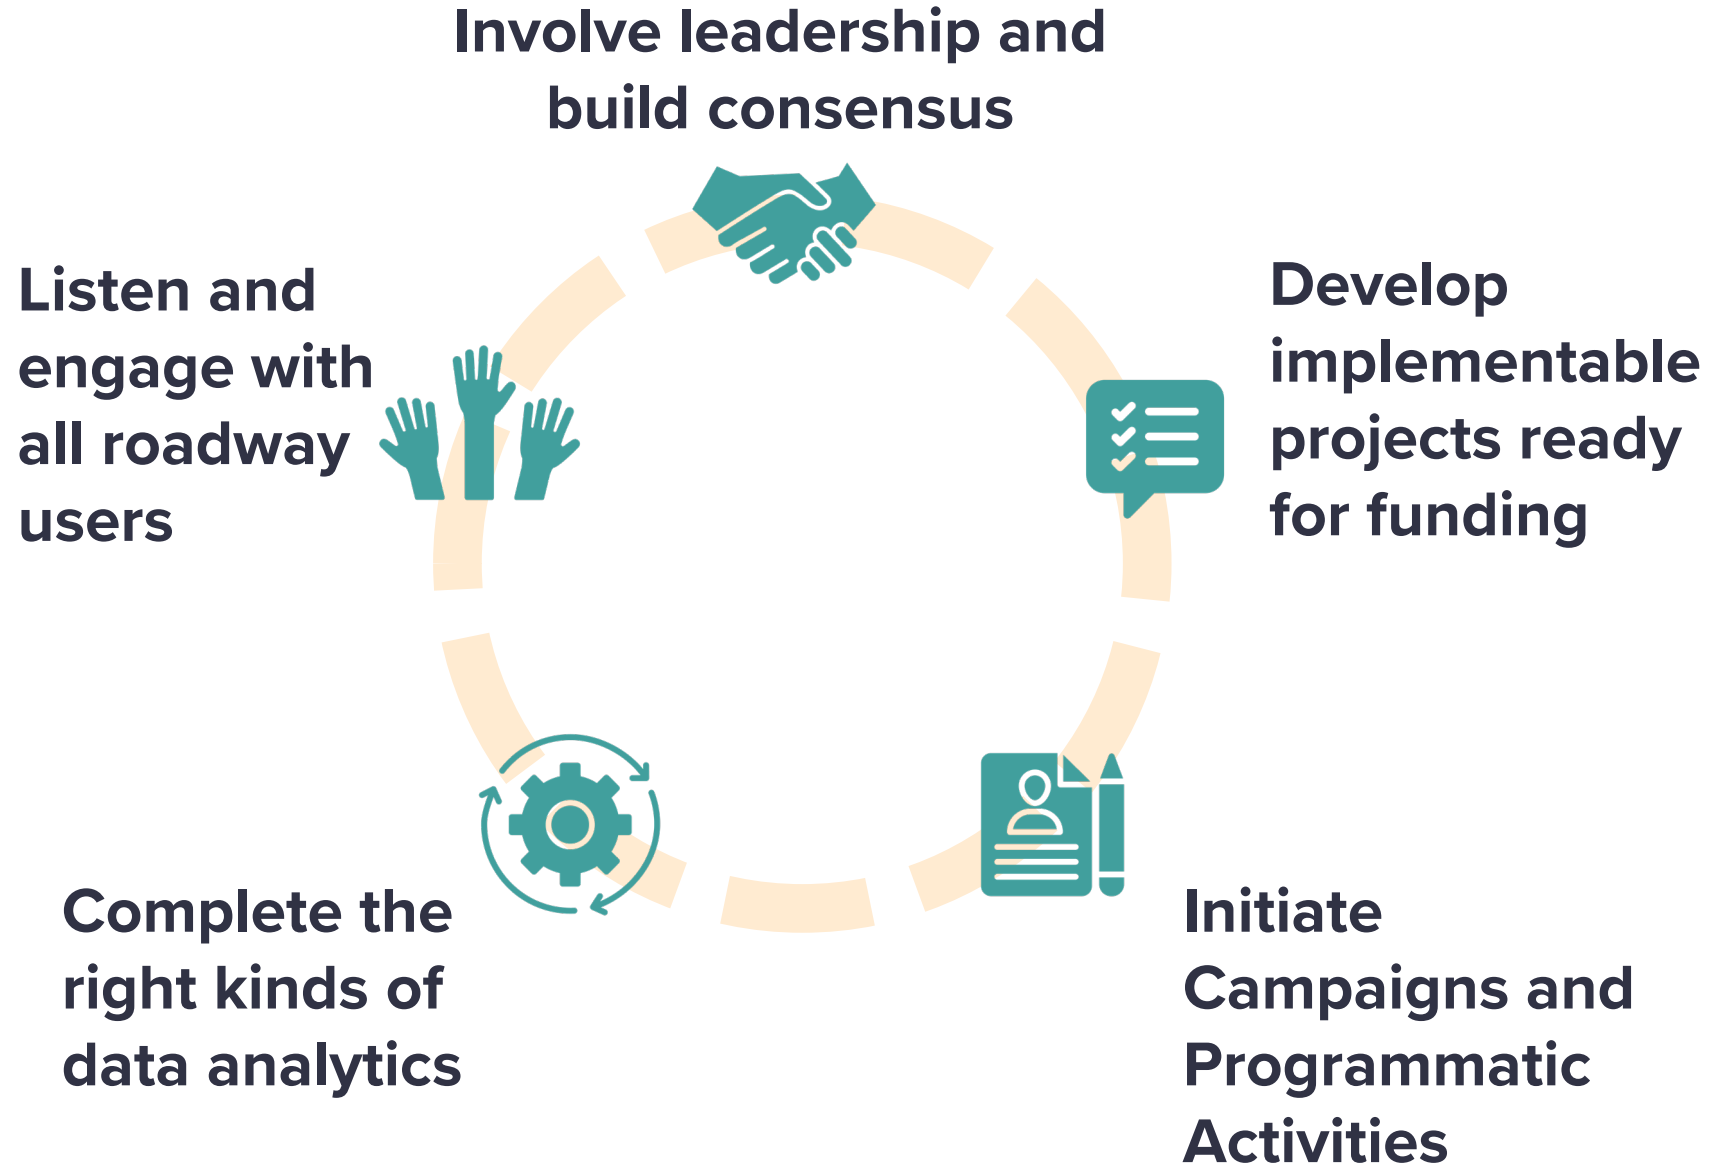 Involve leadership and
build consensus
Listen and
engage with
all roadway
users
Develop
implementable
projects ready
for funding
Complete the
right kinds of
data analytics
Initiate
Campaigns and
Programmatic
Activities